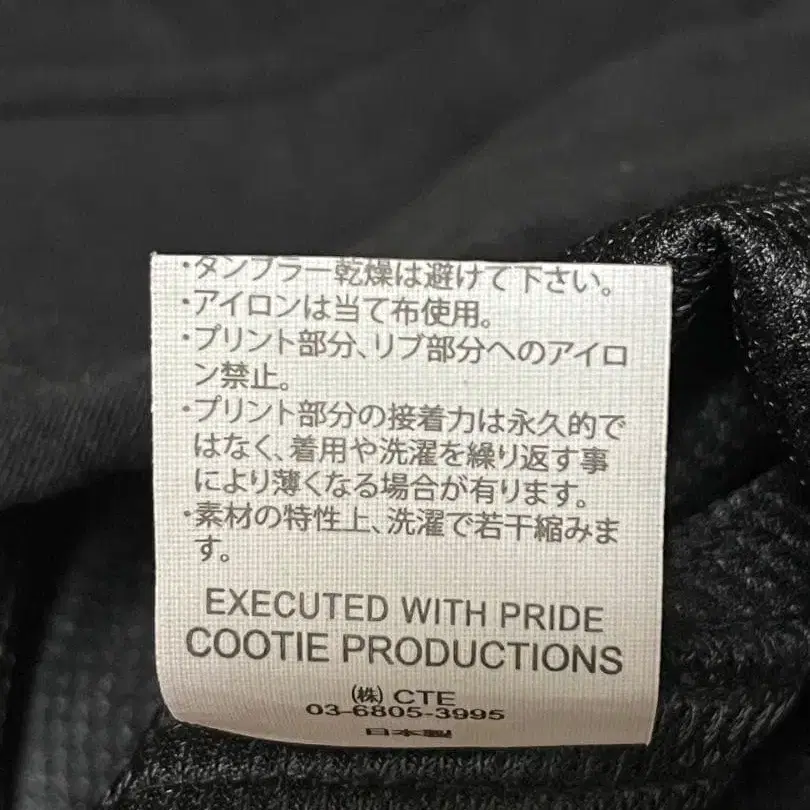 ・タンブラー乾燥は避けて下さい。
・アイロンは当て布使用。
・プリント部分、リブ部分へのアイロ
ン禁止。
・プリント部分の接着力は永久的で
はなく、着用や洗濯を繰り返す事
により薄くなる場合が有ります。
・素材の特性上、洗濯で若干縮みま
す。
EXECUTED WITH PRIDE
COOTIE PRODUCTIONS
㈱ CTE
03-6805-3995
日本製